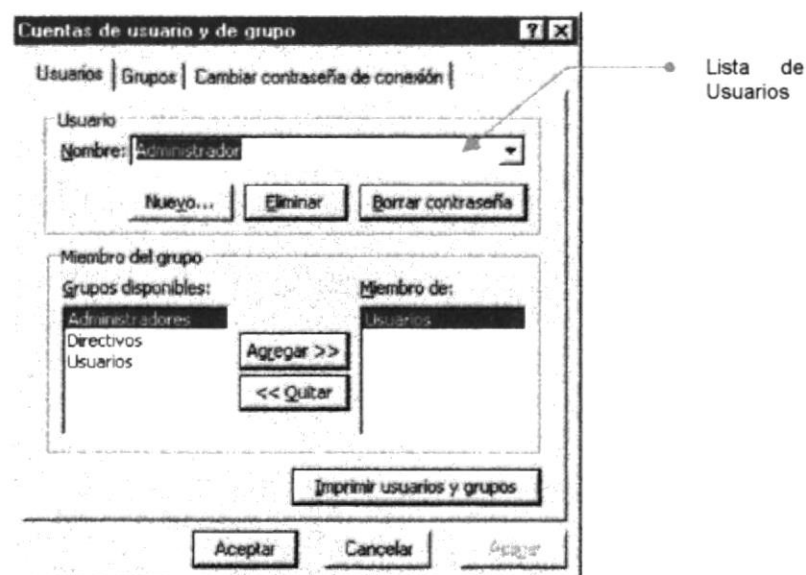 Cuentas de usuario y de grupo
Usuarios Grupos Cambiar contraseña de conexión
Lista de
Usuarios
Usuario
Nombre: Administrador
Nuevo... Eliminar Borrar contraseña
Miembro del grupo
Grupos disponibles: Miembro de:
Administradores Usuarios
Directivos
Usuarios
Agregar >>
<< Quitar
Imprimir usuarios y grupos
Aceptar Cancelar